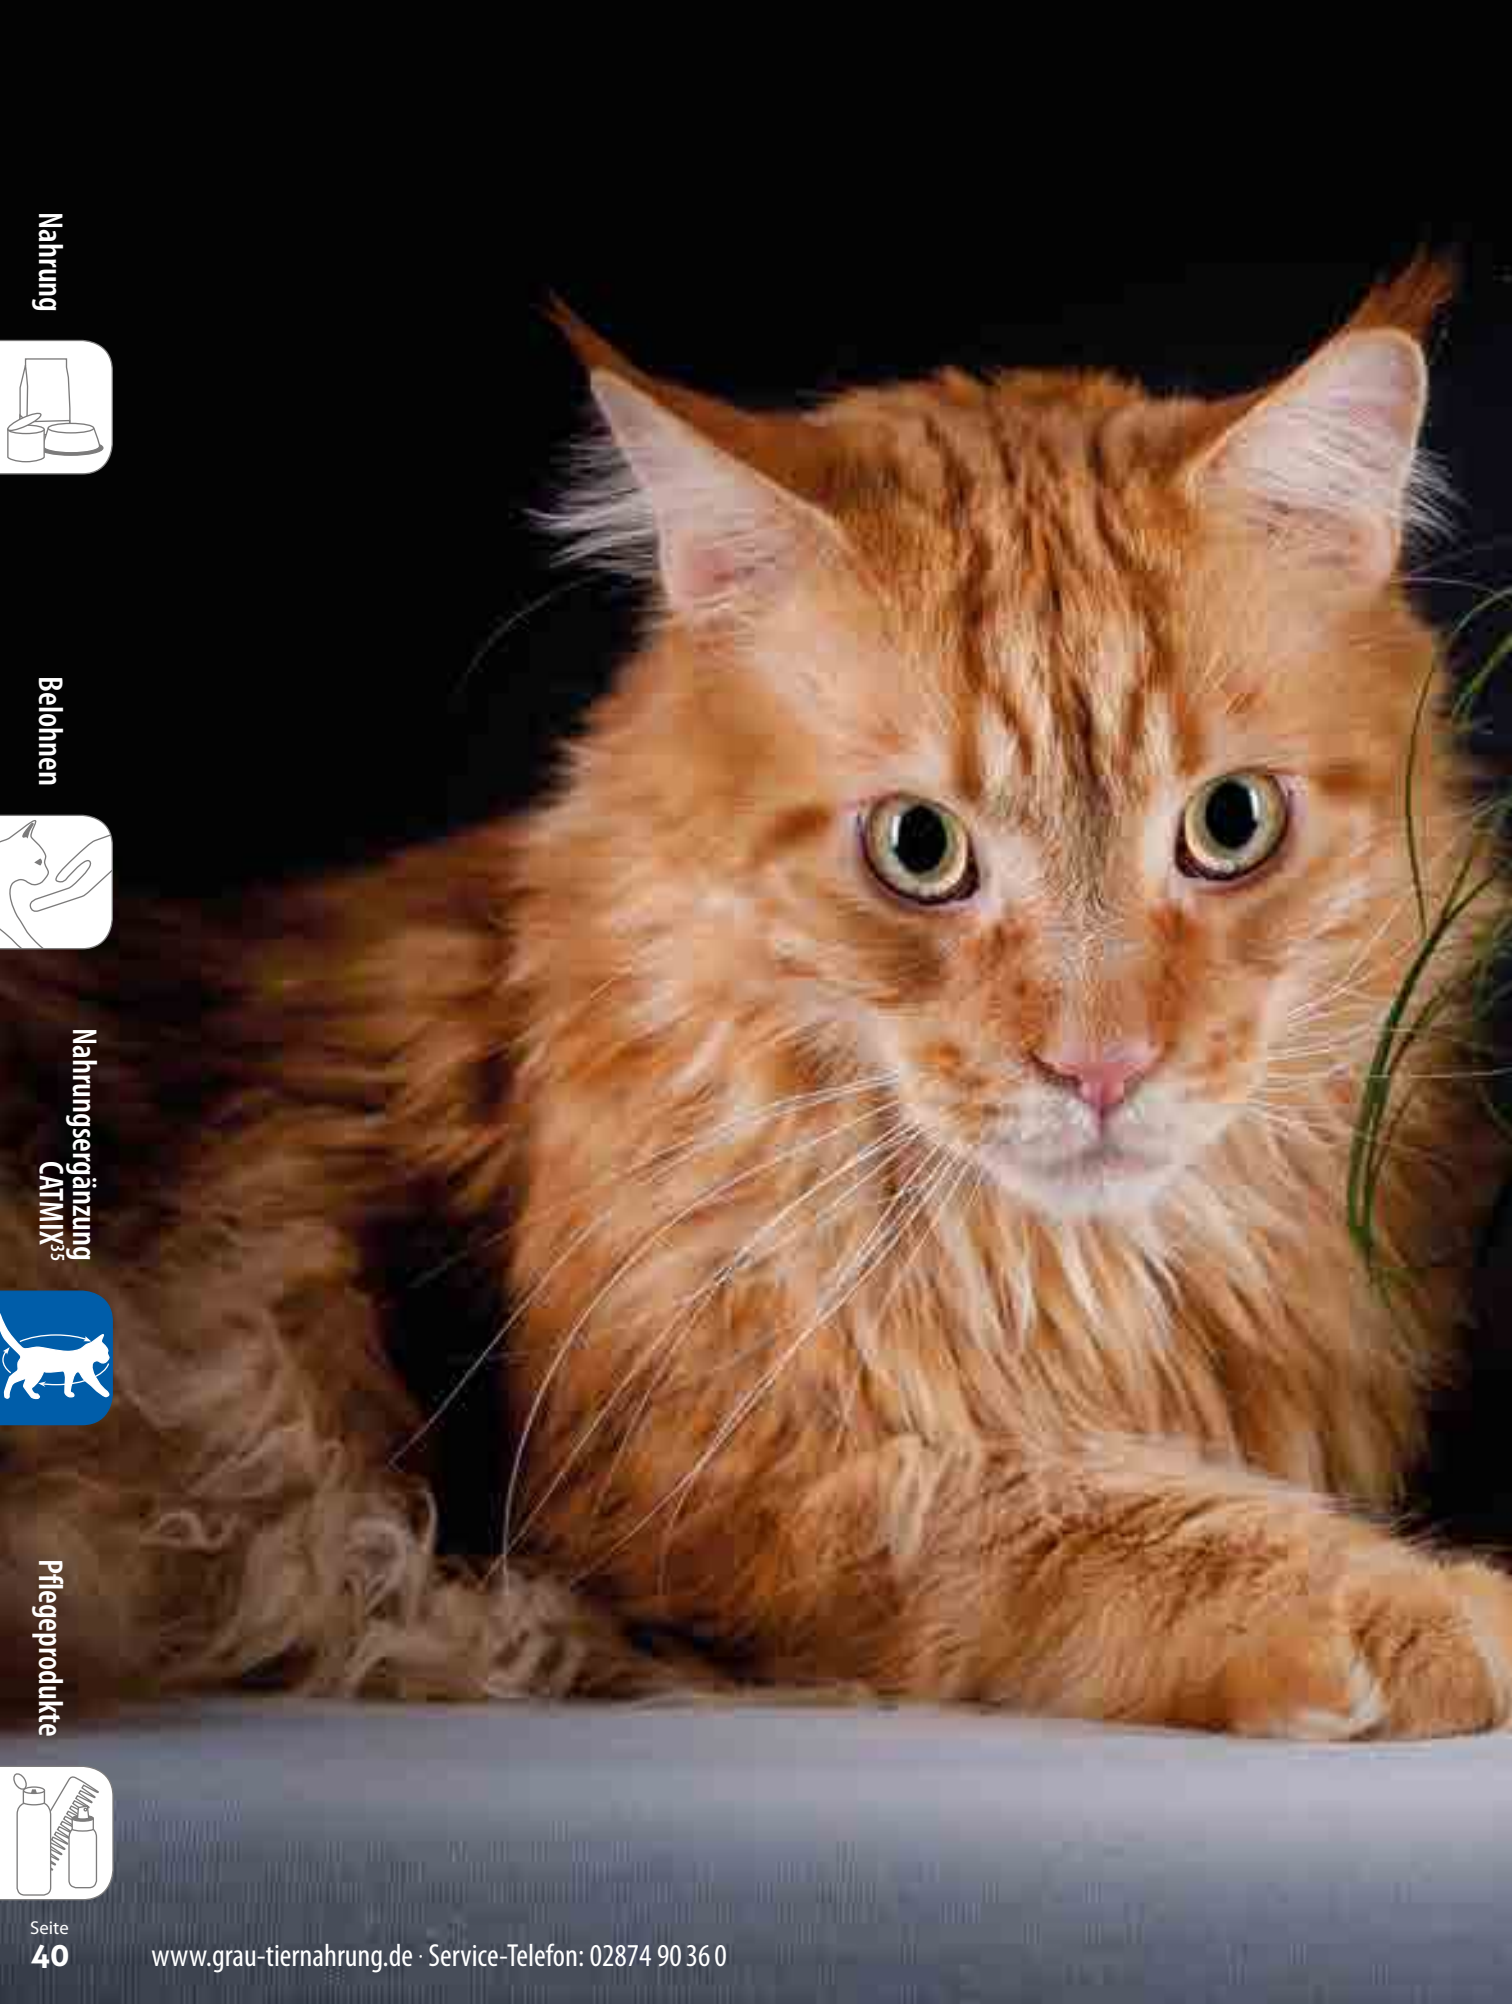 Nahrung
Belohnen
Nahrungsergänzung
CATMIX³⁵
Pflegeprodukte
Seite
40
www.grau-tiernahrung.de · Service-Telefon: 02874 90 36 0